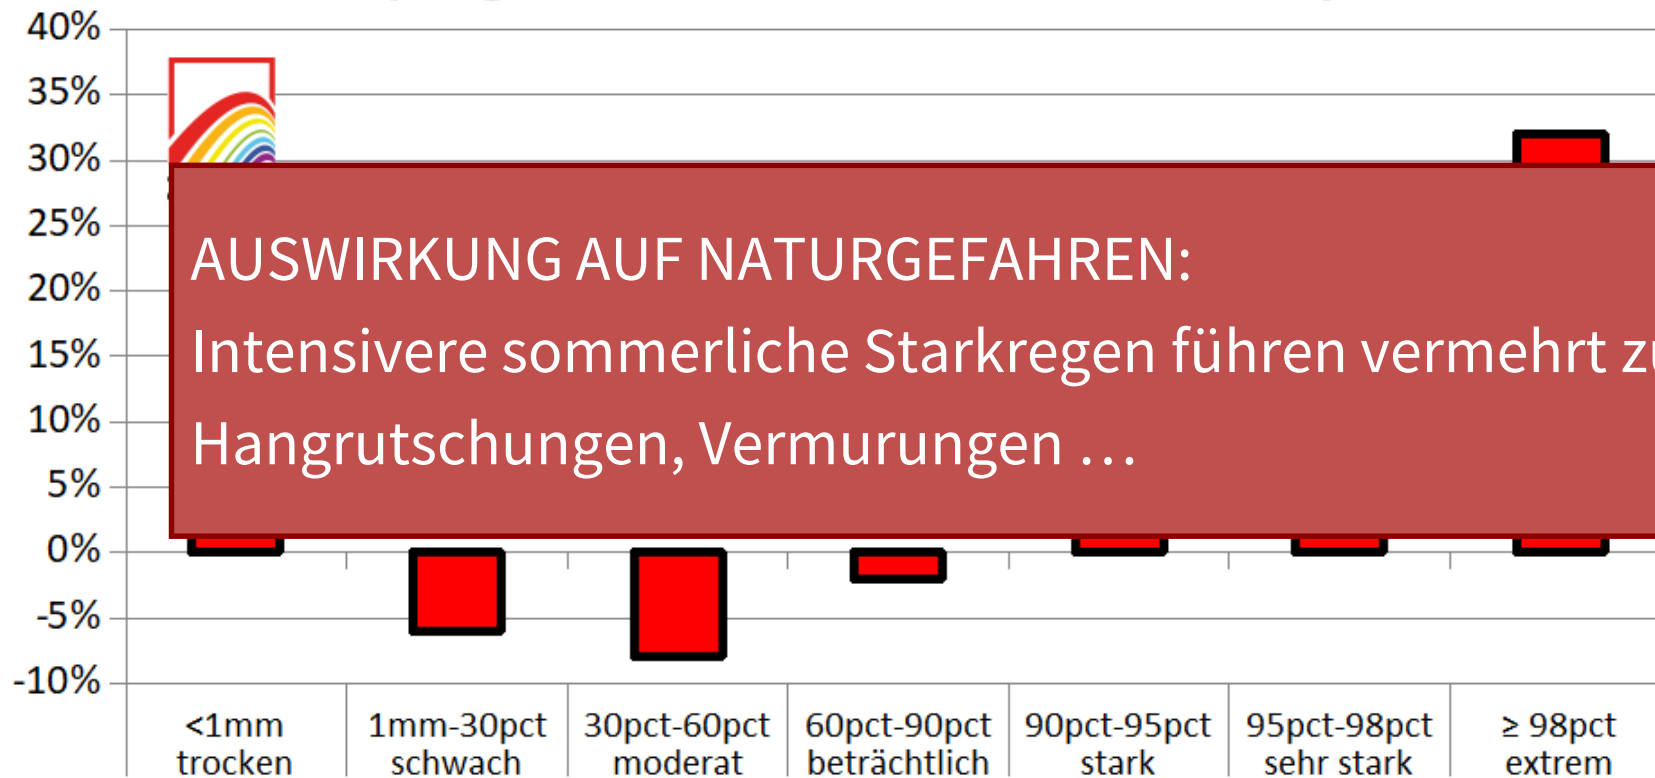 40%
35%
30%
25%
20%
15%
10%
5%
0%
-5%
-10%
AUSWIRKUNG AUF NATURGEFAHREN:
Intensivere sommerliche Starkregen führen vermehrt zu
Hangrutschungen, Vermurungen …
<1mm
trocken
1mm-30pct
schwach
30pct-60pct
moderat
60pct-90pct
beträchtlich
90pct-95pct
stark
95pct-98pct
sehr stark
≥ 98pct
extrem